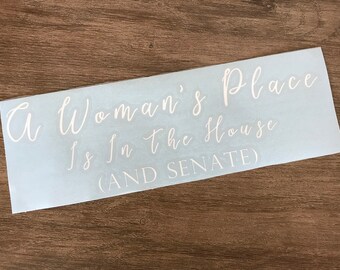 A Woman's Place
Is In the House
(AND SENATE)